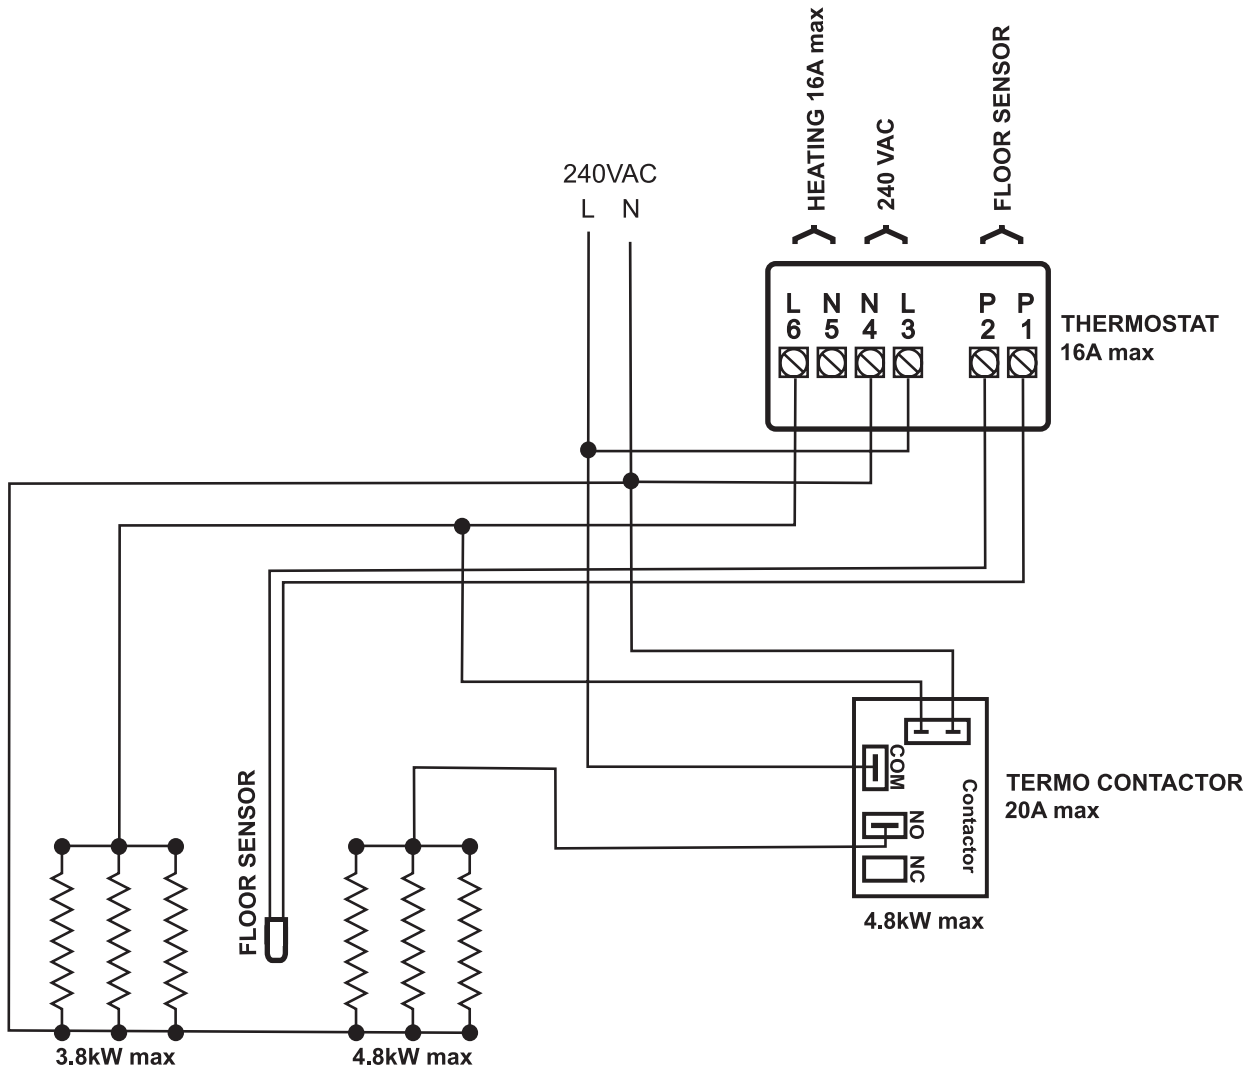 HEATING 16A max
240 VAC
FLOOR SENSOR
240VAC
L N
L N N L P P
6 5 4 3 2 1
THERMOSTAT
16A max
COM
NO
NC
Contactor
TERMO CONTACTOR
20A max
4.8kW max
FLOOR SENSOR
3.8kW max
4.8kW max